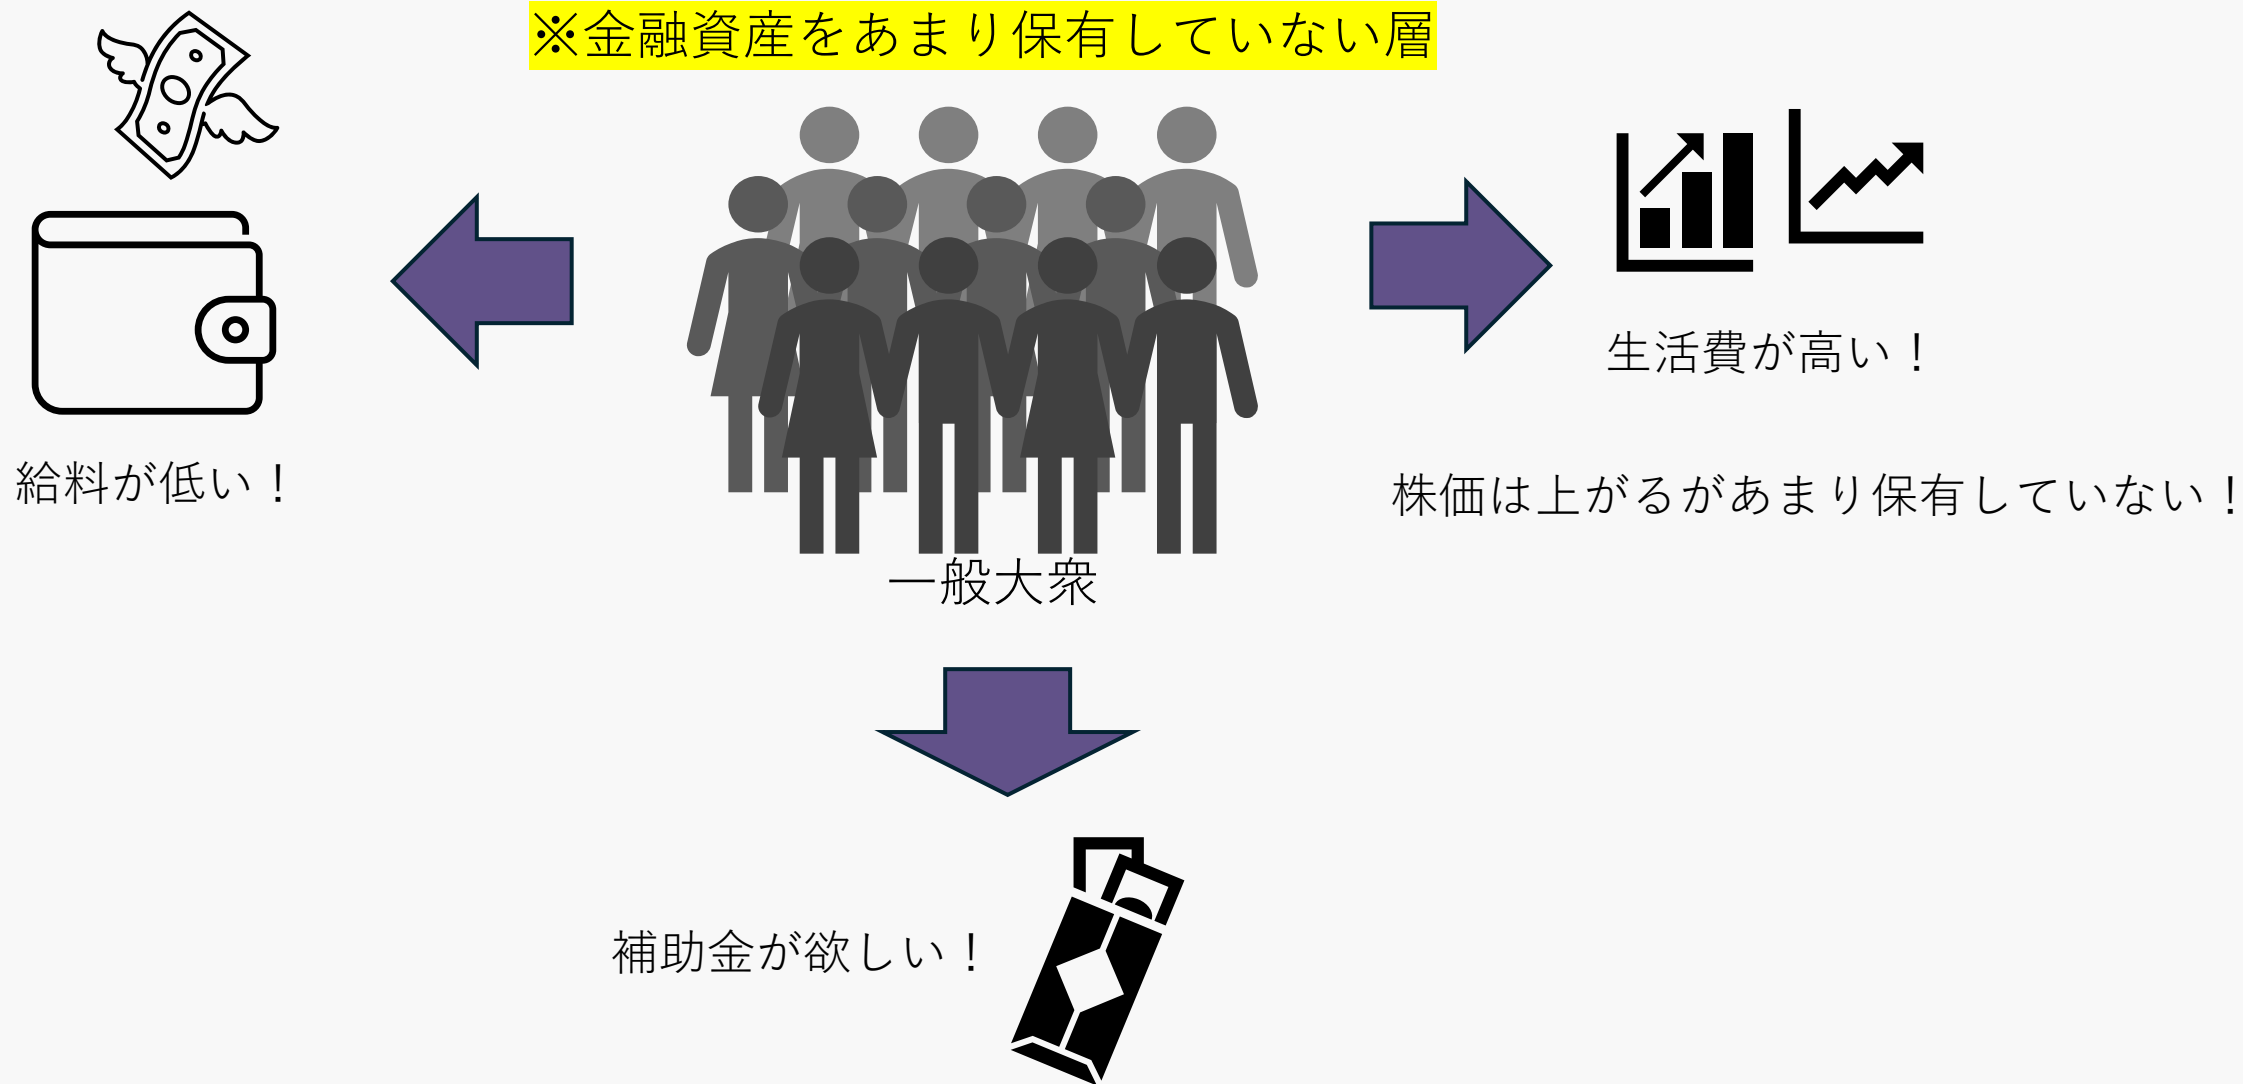 ※金融資産をあまり保有していない層
生活費が高い！
給料が低い！
株価は上がるがあまり保有していない！
一般大衆
補助金が欲しい！